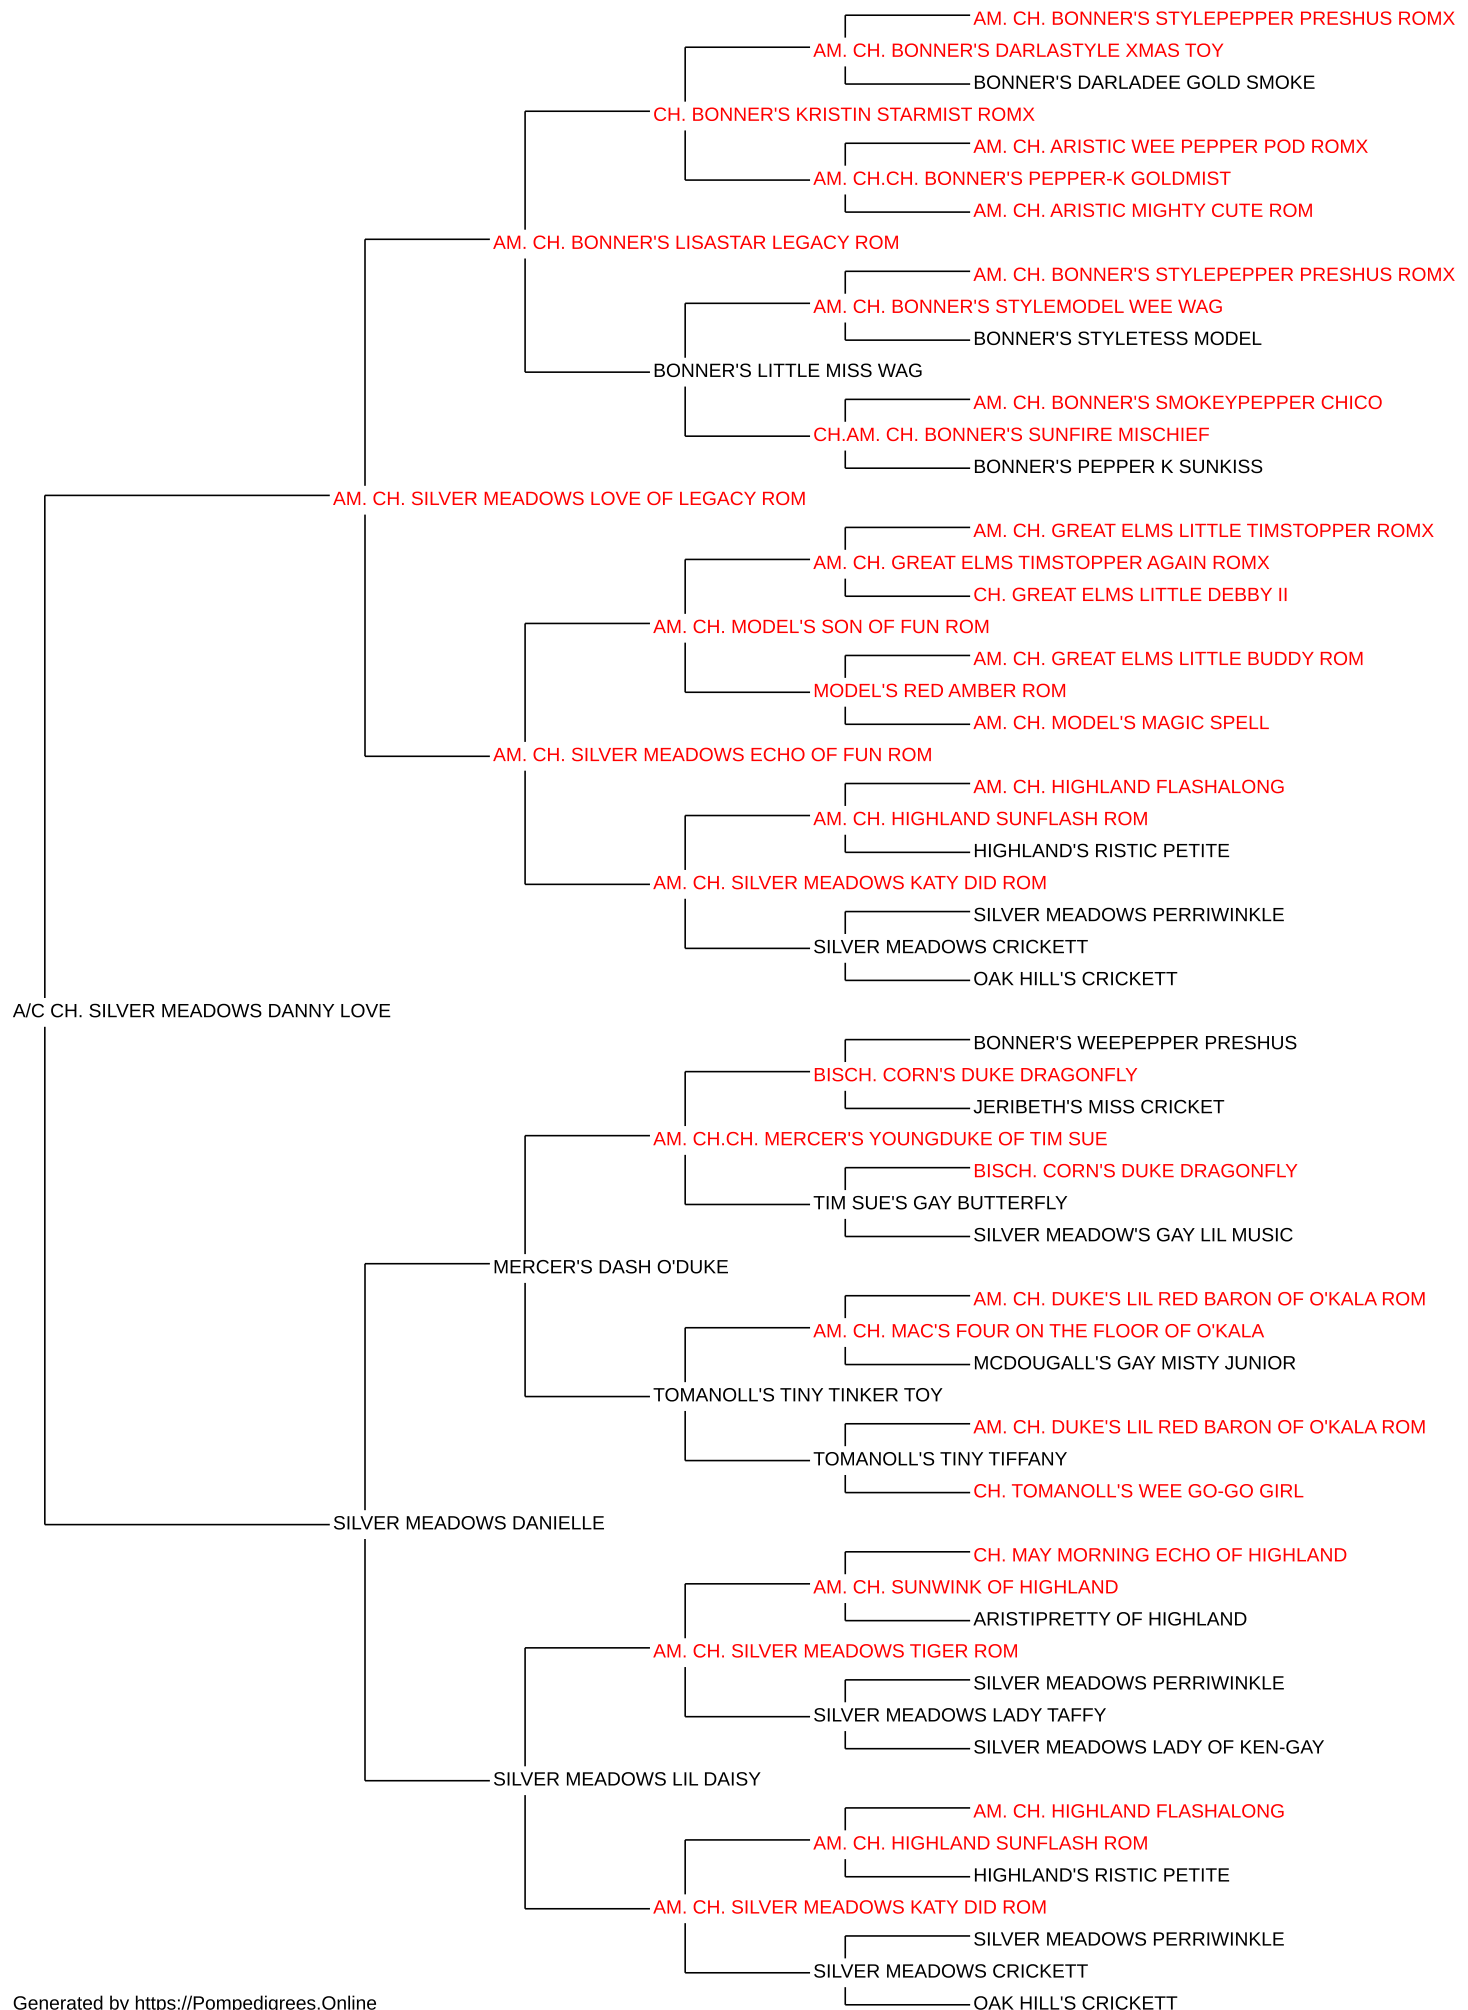 AM. CH. BONNER'S STYLEPEPPER PRESHUS ROMX
AM. CH. BONNER'S DARLASTYLE XMAS TOY
BONNER'S DARLADEE GOLD SMOKE
CH. BONNER'S KRISTIN STARMIST ROMX
AM. CH. ARISTIC WEE PEPPER POD ROMX
AM. CH.CH. BONNER'S PEPPER-K GOLDMIST
AM. CH. ARISTIC MIGHTY CUTE ROM
AM. CH. BONNER'S LISASTAR LEGACY ROM
AM. CH. BONNER'S STYLEPEPPER PRESHUS ROMX
AM. CH. BONNER'S STYLEMODEL WEE WAG
BONNER'S STYLETESS MODEL
BONNER'S LITTLE MISS WAG
AM. CH. BONNER'S SMOKEYPEPPER CHICO
CH.AM. CH. BONNER'S SUNFIRE MISCHIEF
BONNER'S PEPPER K SUNKISS
AM. CH. SILVER MEADOWS LOVE OF LEGACY ROM
AM. CH. GREAT ELMS LITTLE TIMSTOPPER ROMX
AM. CH. GREAT ELMS TIMSTOPPER AGAIN ROMX
CH. GREAT ELMS LITTLE DEBBY II
AM. CH. MODEL'S SON OF FUN ROM
AM. CH. GREAT ELMS LITTLE BUDDY ROM
MODEL'S RED AMBER ROM
AM. CH. MODEL'S MAGIC SPELL
AM. CH. SILVER MEADOWS ECHO OF FUN ROM
AM. CH. HIGHLAND FLASHALONG
AM. CH. HIGHLAND SUNFLASH ROM
HIGHLAND'S RISTIC PETITE
AM. CH. SILVER MEADOWS KATY DID ROM
SILVER MEADOWS PERRIWINKLE
SILVER MEADOWS CRICKETT
OAK HILL'S CRICKETT
A/C CH. SILVER MEADOWS DANNY LOVE
BONNER'S WEEPEPPER PRESHUS
BISCH. CORN'S DUKE DRAGONFLY
JERIBETH'S MISS CRICKET
AM. CH.CH. MERCER'S YOUNGDUKE OF TIM SUE
BISCH. CORN'S DUKE DRAGONFLY
TIM SUE'S GAY BUTTERFLY
SILVER MEADOW'S GAY LIL MUSIC
MERCER'S DASH O'DUKE
AM. CH. DUKE'S LIL RED BARON OF O'KALA ROM
AM. CH. MAC'S FOUR ON THE FLOOR OF O'KALA
MCDOUGALL'S GAY MISTY JUNIOR
TOMANOLL'S TINY TINKER TOY
AM. CH. DUKE'S LIL RED BARON OF O'KALA ROM
TOMANOLL'S TINY TIFFANY
CH. TOMANOLL'S WEE GO-GO GIRL
SILVER MEADOWS DANIELLE
CH. MAY MORNING ECHO OF HIGHLAND
AM. CH. SUNWINK OF HIGHLAND
ARISTIPRETTY OF HIGHLAND
AM. CH. SILVER MEADOWS TIGER ROM
SILVER MEADOWS PERRIWINKLE
SILVER MEADOWS LADY TAFFY
SILVER MEADOWS LADY OF KEN-GAY
SILVER MEADOWS LIL DAISY
AM. CH. HIGHLAND FLASHALONG
AM. CH. HIGHLAND SUNFLASH ROM
HIGHLAND'S RISTIC PETITE
AM. CH. SILVER MEADOWS KATY DID ROM
SILVER MEADOWS PERRIWINKLE
SILVER MEADOWS CRICKETT
OAK HILL'S CRICKETT
Generated by https://Pompedigrees.Online